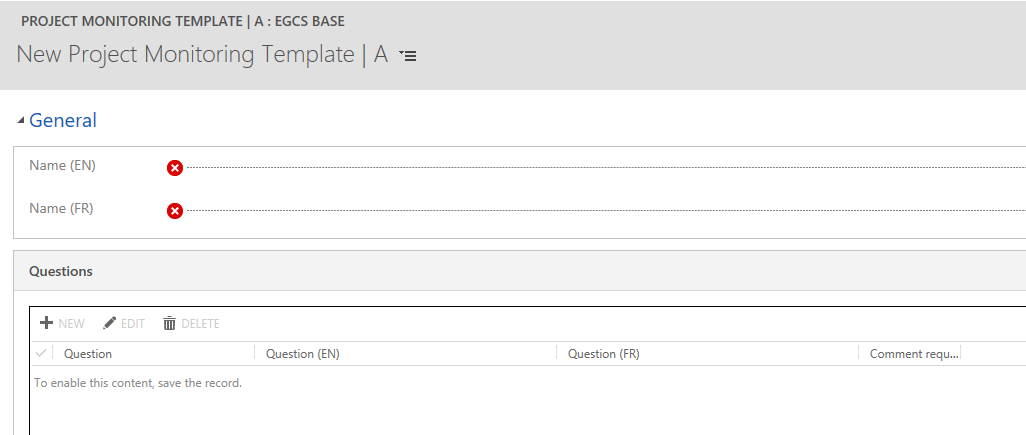 PROJECT MONITORING TEMPLATE | A : EGCS BASE
New Project Monitoring Template | A
General
Name (EN)
Name (FR)
Questions
NEW EDIT DELETE
Question Question (EN) Question (FR) Comment requ...
To enable this content, save the record.